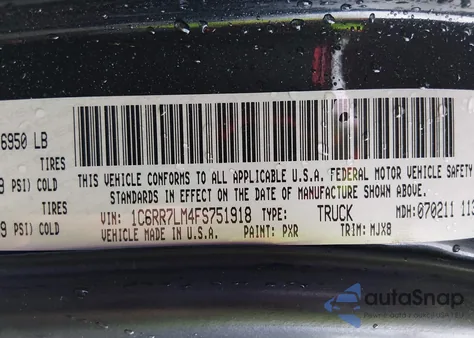 6950 LB
TIRES
PSI) COLD
TIRES
PSI) COLD
THIS VEHICLE CONFORMS TO ALL APPLICABLE U.S.A. FEDERAL MOTOR VEHICLE SAFETY
STANDARDS IN EFFECT ON THE DATE OF MANUFACTURE SHOWN ABOVE.
VIN: 1C6RR7LM4FS751918 TYPE: TRUCK MDH: 070211 113
VEHICLE MADE IN U.S.A. PAINT: PXR TRIM: MJX8
autoSnap